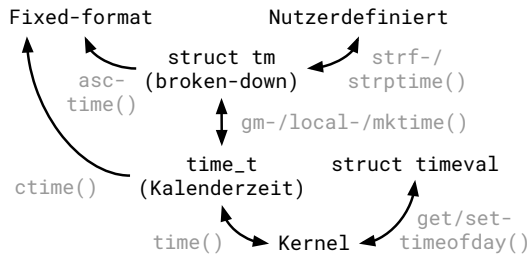 Fixed-format
Nutzerdefiniert
struct tm
(broken-down)
asc-
time()
strf-/
strptime()
gm-/local-/mktime()
time_t
(Kalenderzeit)
struct timeval
ctime()
time()
Kernel
get/set-
timeofday()